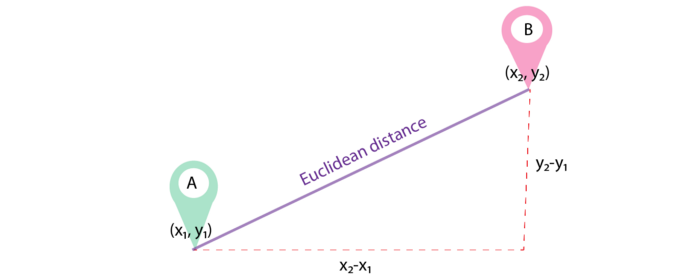 B
(x₂, y₂)
Euclidean distance
y₂-y₁
A
(x₁, y₁)
x₂-x₁